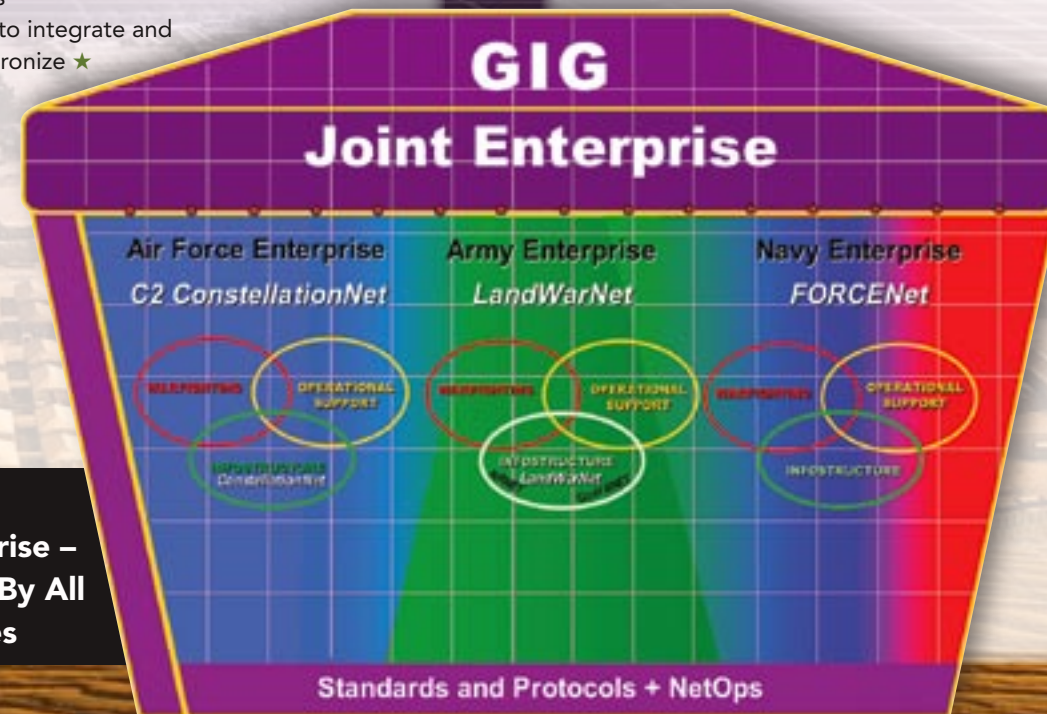 to integrate and
ronize ★
GIG
Joint Enterprise
Air Force Enterprise
Army Enterprise
Navy Enterprise
C2 ConstellationNet
LandWarNet
FORCENet
WARFIGHTING
OPERATIONAL
SUPPORT
WARFIGHTING
OPERATIONAL
SUPPORT
WARFIGHTING
OPERATIONAL
SUPPORT
INFOSTRUCTURE
ConstellationNet
INFOSTRUCTURE
LandWarNet
INFOSTRUCTURE
rise –
By All
es
Standards and Protocols + NetOps